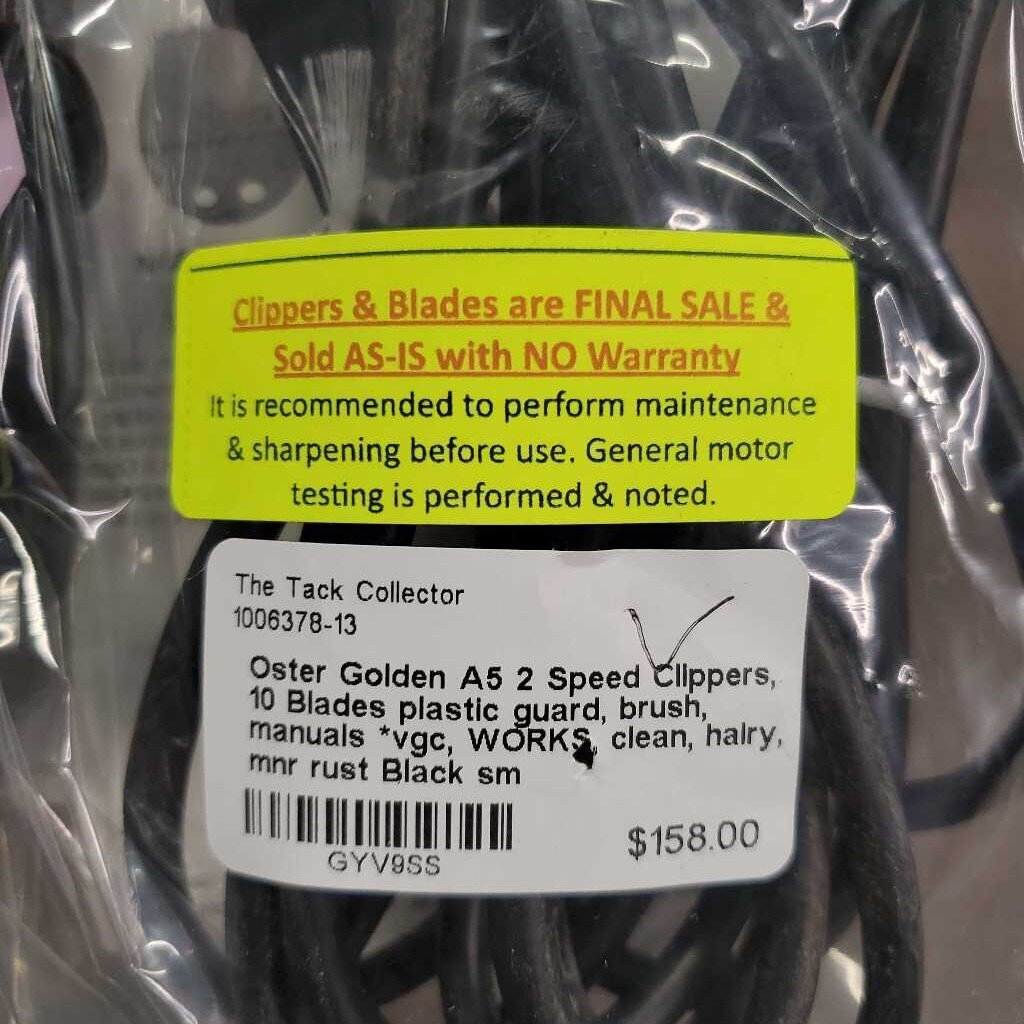 Clippers & Blades are FINAL SALE &
Sold AS-IS with NO Warranty
It is recommended to perform maintenance
& sharpening before use. General motor
testing is performed & noted.
The Tack Collector
1006378-13
Oster Golden A5 2 Speed Clippers,
10 Blades plastic guard, brush,
manuals *vgc, WORKS, clean, hairy,
mnr rust Black sm
GYV9SS
$158.00